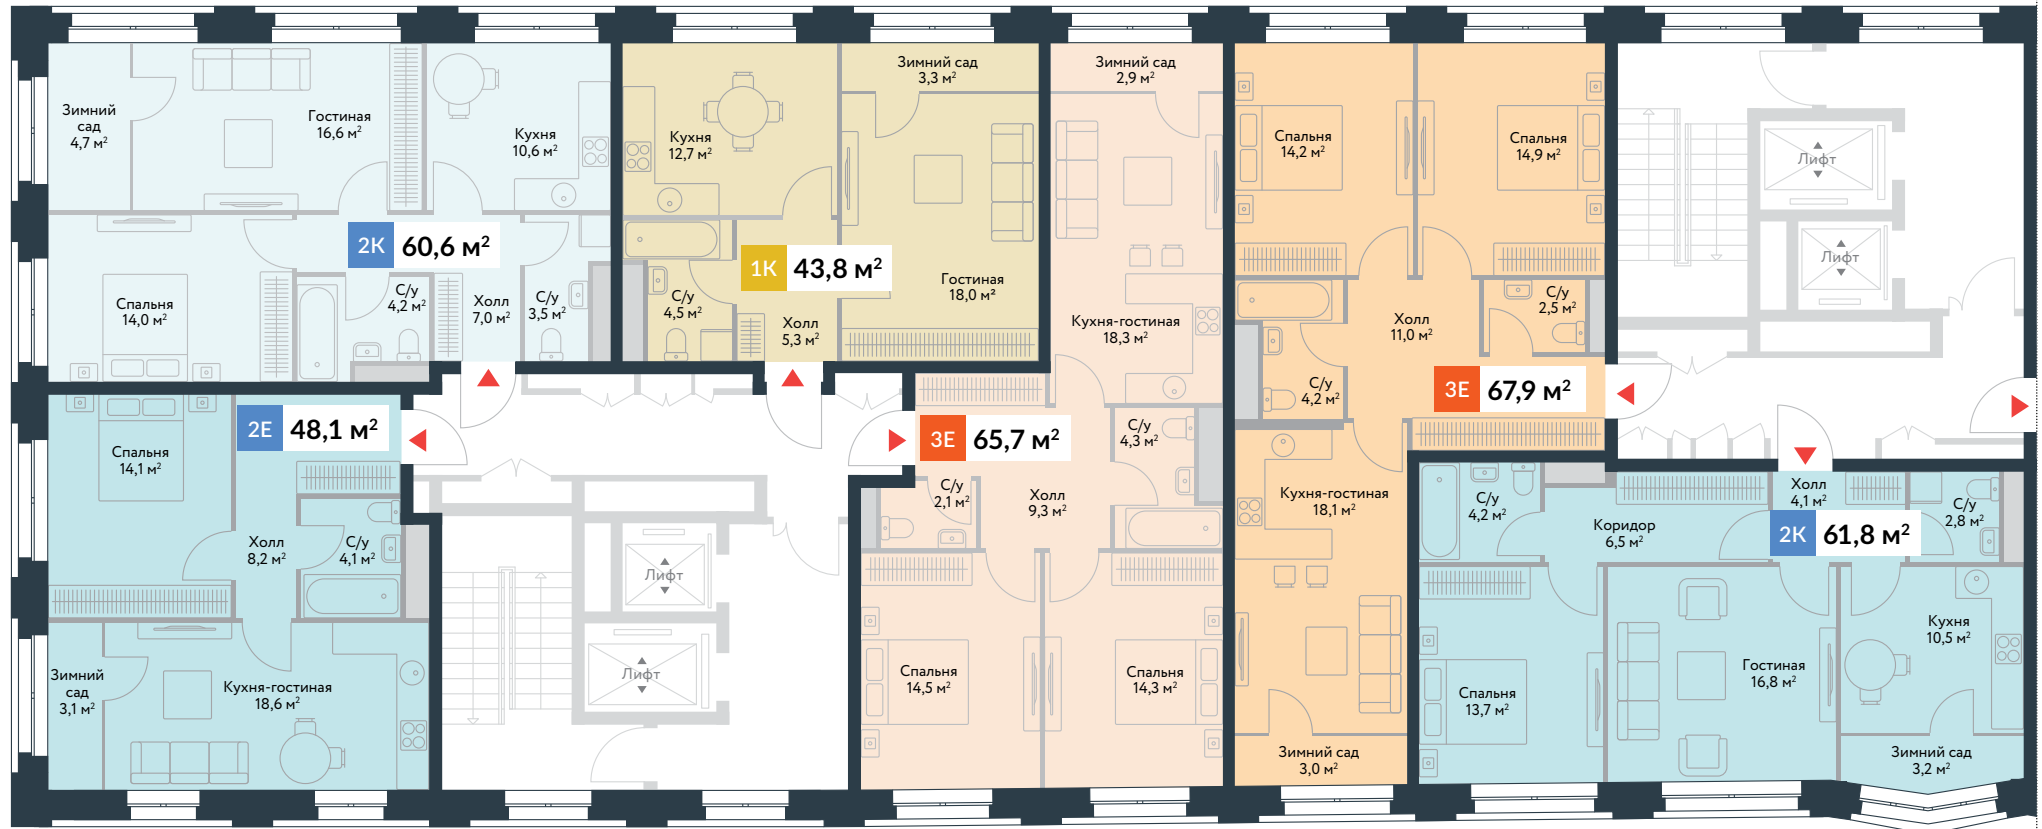 Зимний
сад
4,7 м²
Гостиная
16,6 м²
Кухня
10,6 м²
2К 60,6 м²
Спальня
14,0 м²
С/у
4,2 м²
Холл
7,0 м²
С/у
3,5 м²
Кухня
12,7 м²
Зимний сад
3,3 м²
1К 43,8 м²
С/у
4,5 м²
Холл
5,3 м²
Гостиная
18,0 м²
Зимний сад
2,9 м²
Кухня-гостиная
18,3 м²
3Е 65,7 м²
С/у
4,3 м²
С/у
2,1 м²
Холл
9,3 м²
Спальня
14,5 м²
Спальня
14,3 м²
Спальня
14,2 м²
Спальня
14,9 м²
Холл
11,0 м²
С/у
2,5 м²
С/у
4,2 м²
3Е 67,9 м²
Кухня-гостиная
18,1 м²
Зимний сад
3,0 м²
Лифт
Лифт
2Е 48,1 м²
Спальня
14,1 м²
Холл
8,2 м²
С/у
4,1 м²
Зимний
сад
3,1 м²
Кухня-гостиная
18,6 м²
Лифт
Лифт
С/у
4,2 м²
Коридор
6,5 м²
Холл
4,1 м²
2К 61,8 м²
С/у
2,8 м²
Спальня
13,7 м²
Гостиная
16,8 м²
Кухня
10,5 м²
Зимний сад
3,2 м²